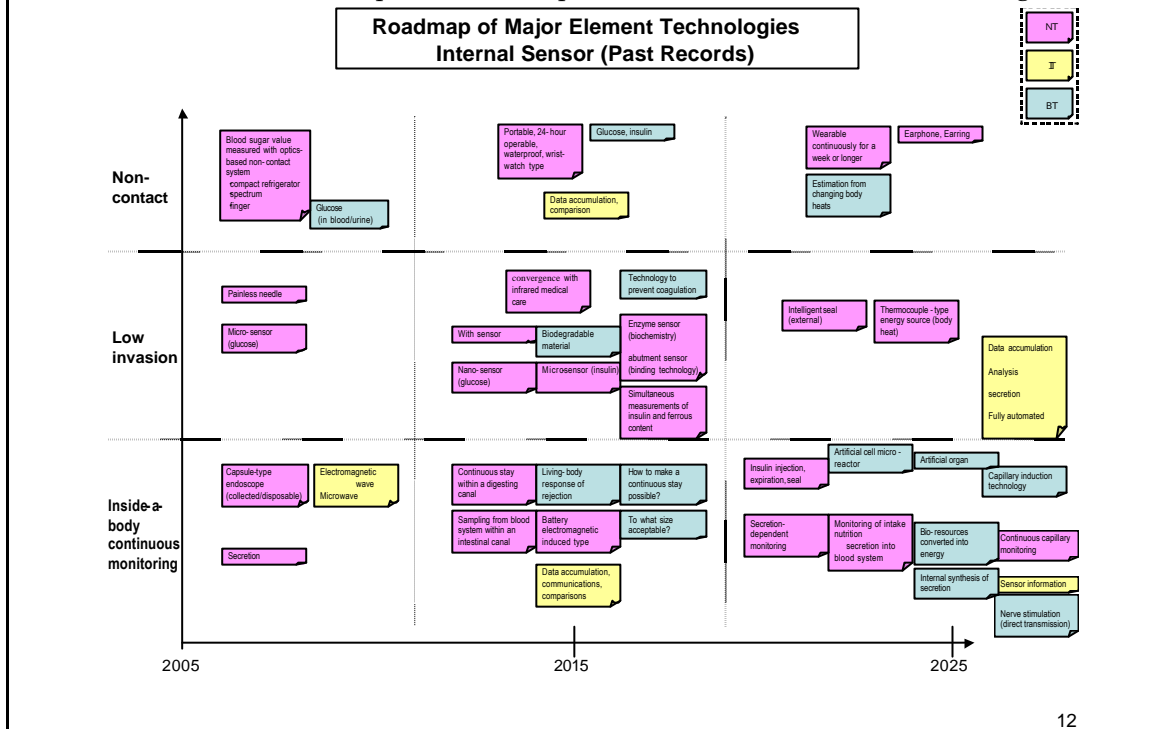 Roadmap of Major Element Technologies
Internal Sensor (Past Records)
NT
IT
BT
Non-
contact
Blood sugar value
measured with optics-
based non- contact
system
compact refrigerator
spectrum
finger
Glucose
(in blood/urine)
Portable, 24- hour
operable,
waterproof, wrist-
watch type
Glucose, insulin
Data accumulation,
comparison
Wearable
continuously for a
week or longer
Earphone, Earring
Estimation from
changing body
heats
Low
invasion
Painless needle
Micro- sensor
(glucose)
convergence with
infrared medical
care
Technology to
prevent coagulation
With sensor
Biodegradable
material
Enzyme sensor
(biochemistry)
abutment sensor
(binding technology)
Nano- sensor
(glucose)
Microsensor (insulin)
Simultaneous
measurements of
insulin and ferrous
content
Intelligent seal
(external)
Thermocouple - type
energy source (body
heat)
Data accumulation
Analysis
secretion
Fully automated
Inside-a-
body
continuous
monitoring
Capsule-type
endoscope
(collected/disposable)
Electromagnetic
wave
Microwave
Secretion
Continuous stay
within a digesting
canal
Living- body
response of
rejection
How to make a
continuous stay
possible?
Sampling from blood
system within an
intestinal canal
Battery
electromagnetic
induced type
To what size
acceptable?
Data accumulation,
communications,
comparisons
Insulin injection,
expiration, seal
Artificial cell micro -
reactor
Artificial organ
Capillary induction
technology
Secretion-
dependent
monitoring
Monitoring of intake
nutrition
secretion into
blood system
Bio- resources
converted into
energy
Continuous capillary
monitoring
Internal synthesis of
secretion
Sensor information
Nerve stimulation
(direct transmission)
2005
2015
2025
12